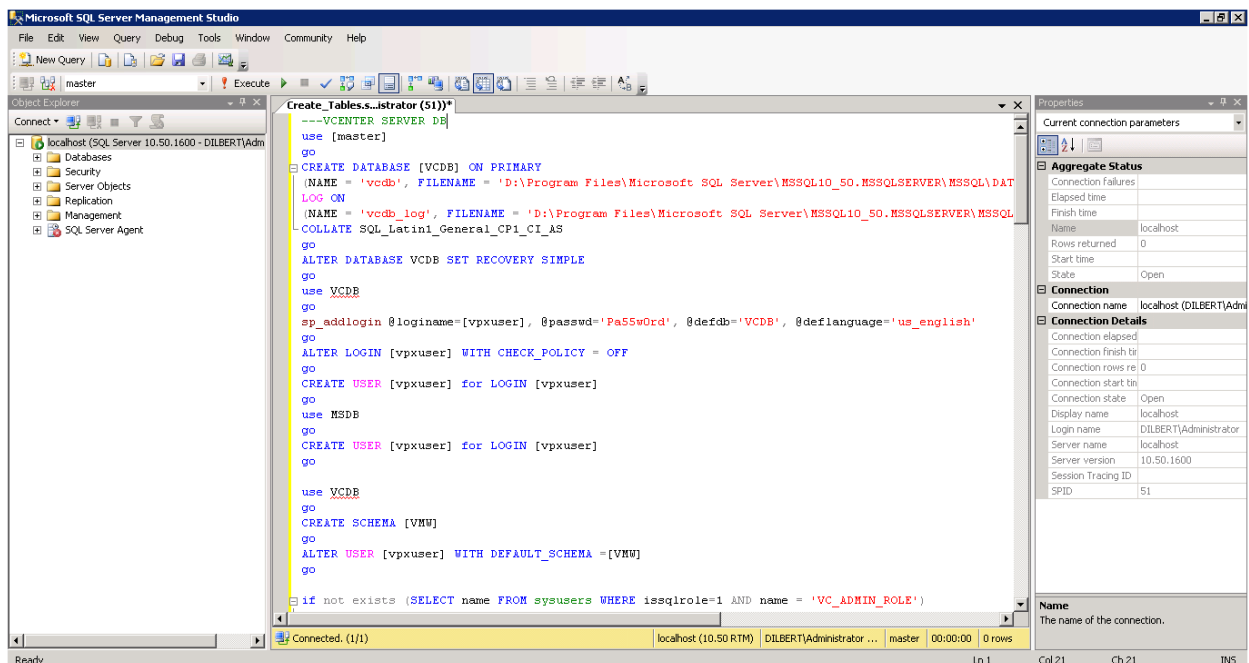 Microsoft SQL Server Management Studio
File Edit View Query Debug Tools Window Community Help
New Query
master Execute
Object Explorer
Connect
localhost (SQL Server 10.50.1600 - DILBERT\Adm
Databases
Security
Server Objects
Replication
Management
SQL Server Agent
Create_Tables.s...istrator (51))*
---VCENTER SERVER DB
use [master]
go
CREATE DATABASE [VCDB] ON PRIMARY
(NAME = 'vcdb', FILENAME = 'D:\Program Files\Microsoft SQL Server\MSSQL10_50.MSSQLSERVER\MSSQL\DAT
LOG ON
(NAME = 'vcdb_log', FILENAME = 'D:\Program Files\Microsoft SQL Server\MSSQL10_50.MSSQLSERVER\MSSQL
COLLATE SQL_Latin1_General_CP1_CI_AS
go
ALTER DATABASE VCDB SET RECOVERY SIMPLE
go
use VCDB
go
sp_addlogin @loginame=[vpxuser], @passwd='Pa55w0rd', @defdb='VCDB', @deflanguage='us_english'
go
ALTER LOGIN [vpxuser] WITH CHECK_POLICY = OFF
go
CREATE USER [vpxuser] for LOGIN [vpxuser]
go
use MSDB
go
CREATE USER [vpxuser] for LOGIN [vpxuser]
go
use VCDB
go
CREATE SCHEMA [VMW]
go
ALTER USER [vpxuser] WITH DEFAULT_SCHEMA =[VMW]
go
if not exists (SELECT name FROM sysusers WHERE issqlrole=1 AND name = 'VC_ADMIN_ROLE')
Connected. (1/1) localhost (10.50 RTM) DILBERT\Administrator ... master 00:00:00 0 rows
Properties
Current connection parameters
Aggregate Status
Connection failures
Elapsed time
Finish time
Name localhost
Rows returned 0
Start time
State Open
Connection
Connection name localhost (DILBERT\Admi
Connection Details
Connection elapsed
Connection finish tir
Connection rows re 0
Connection start tin
Connection state Open
Display name localhost
Login name DILBERT\Administrator
Server name localhost
Server version 10.50.1600
Session Tracing ID
SPID 51
Name
The name of the connection.
Ready Ln 1 Col 21 Ch 21 INS